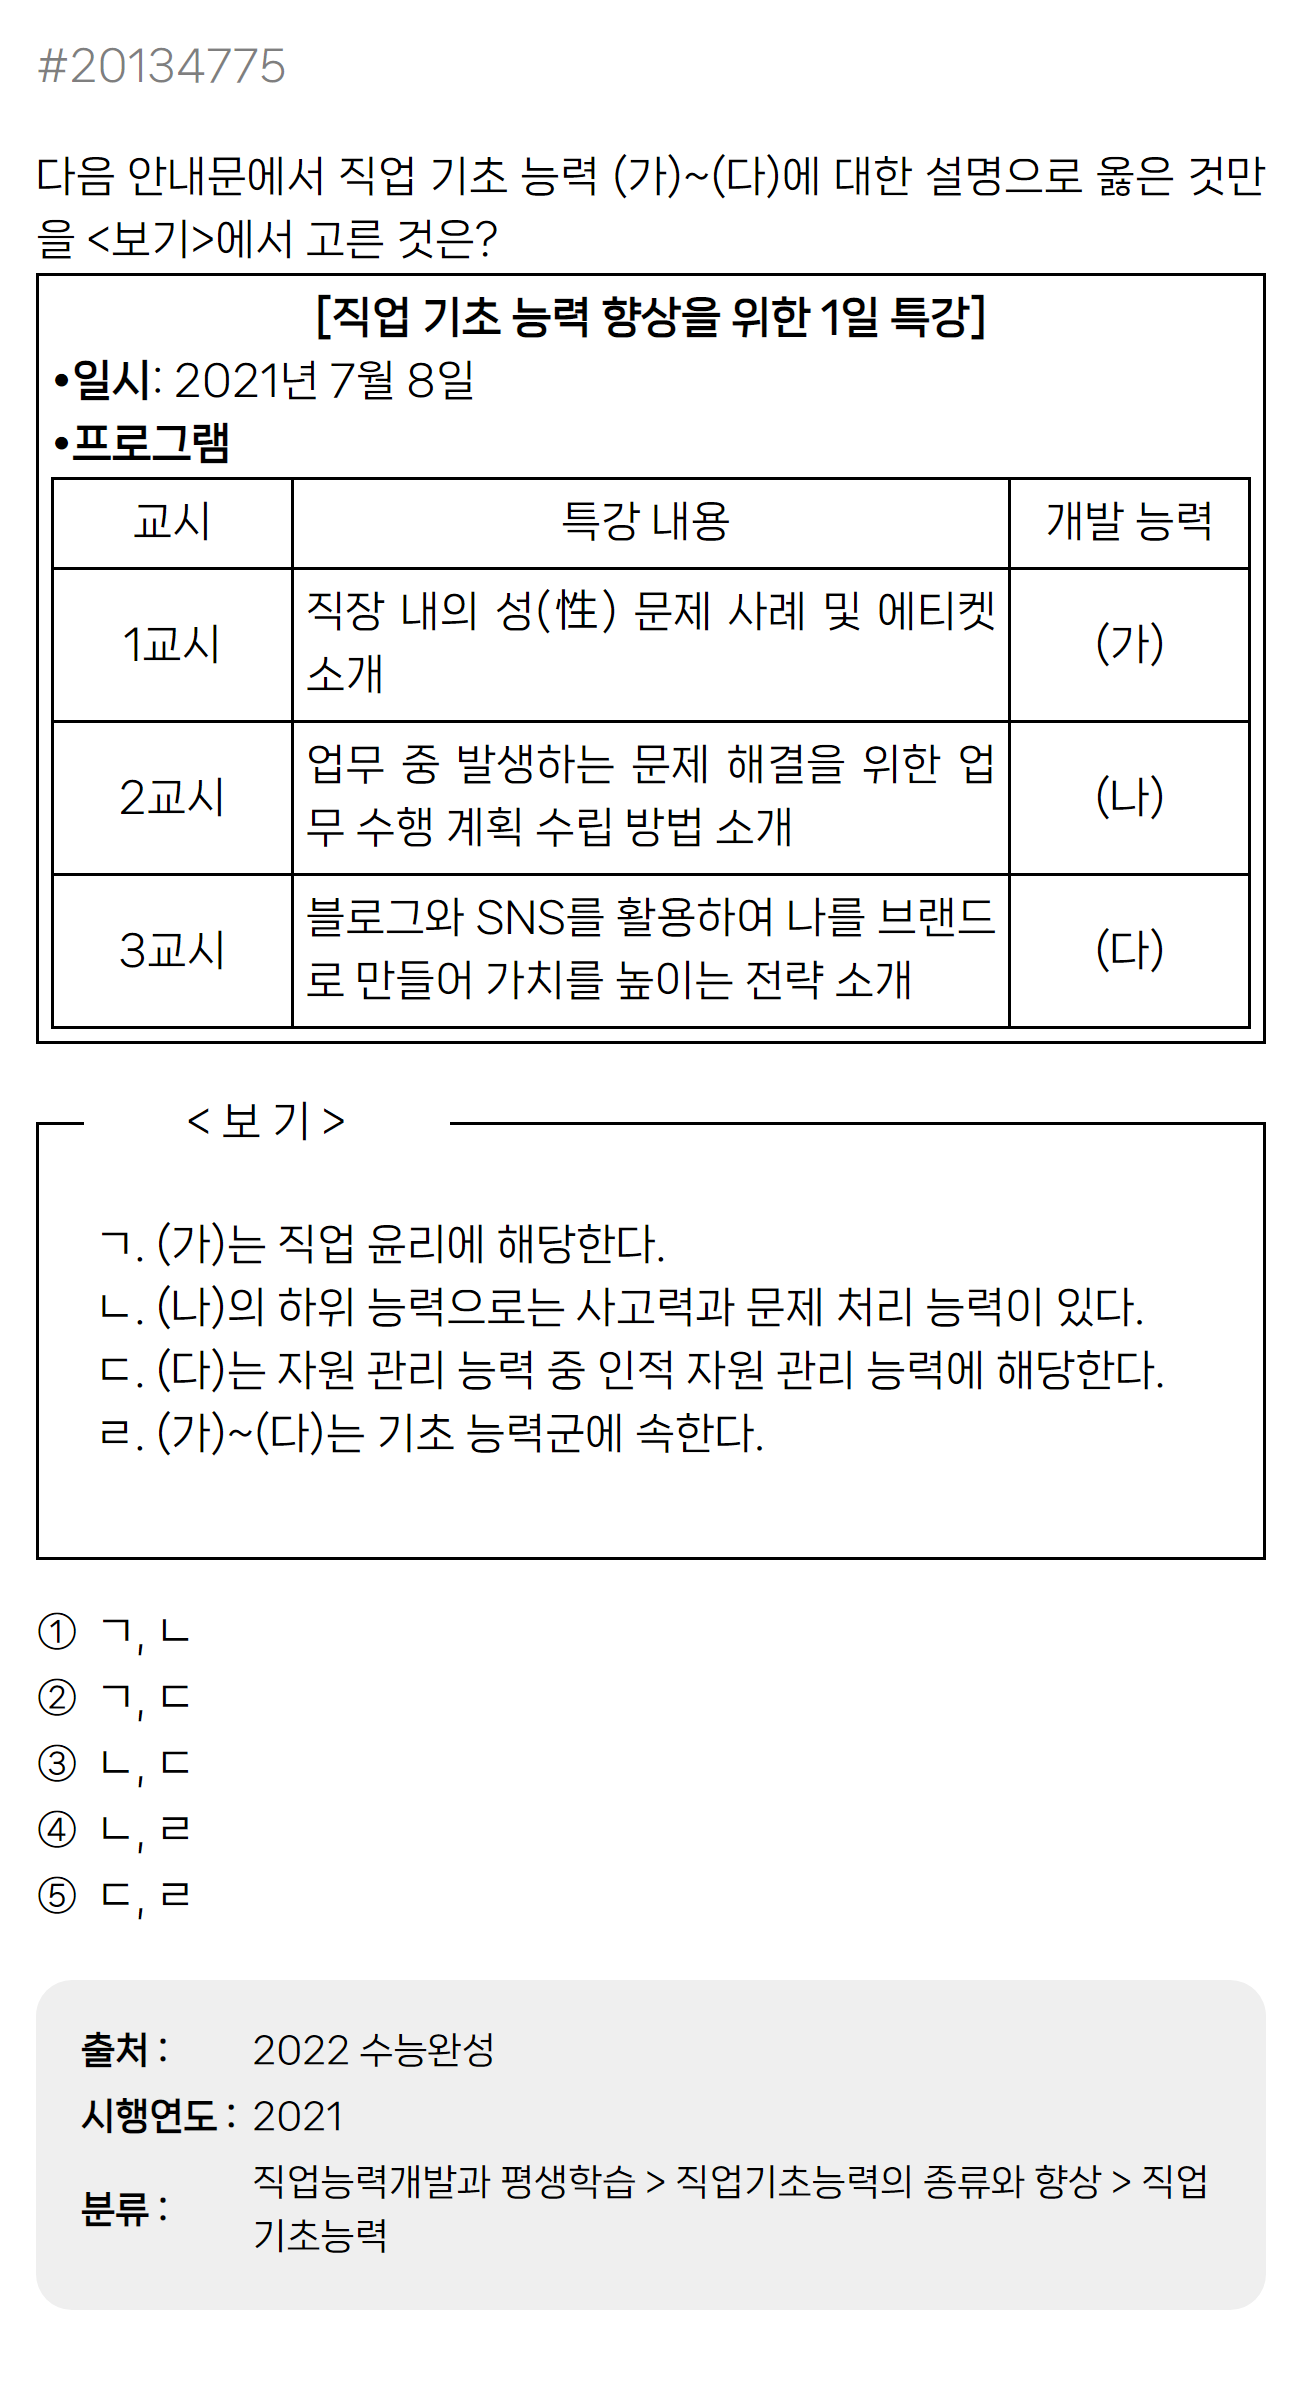 #20134775
다음 안내문에서 직업 기초 능력 (가)~(다)에 대한 설명으로 옳은 것만
을 <보기>에서 고른 것은?
[직업 기초 능력 향상을 위한 1일 특강]
•일시: 2021년 7월 8일
•프로그램
교시 특강 내용 개발 능력
1교시 직장 내의 성(性) 문제 사례 및 에티켓
소개 (가)
2교시 업무 중 발생하는 문제 해결을 위한 업
무 수행 계획 수립 방법 소개 (나)
3교시 블로그와 SNS를 활용하여 나를 브랜드
로 만들어 가치를 높이는 전략 소개 (다)
< 보 기 >
ㄱ. (가)는 직업 윤리에 해당한다.
ㄴ. (나)의 하위 능력으로는 사고력과 문제 처리 능력이 있다.
ㄷ. (다)는 자원 관리 능력 중 인적 자원 관리 능력에 해당한다.
ㄹ. (가)~(다)는 기초 능력군에 속한다.
① ㄱ, ㄴ
② ㄱ, ㄷ
③ ㄴ, ㄷ
④ ㄴ, ㄹ
⑤ ㄷ, ㄹ
출처 : 2022 수능완성
시행연도 : 2021
분류 : 직업능력개발과 평생학습 > 직업기초능력의 종류와 향상 > 직업
기초능력